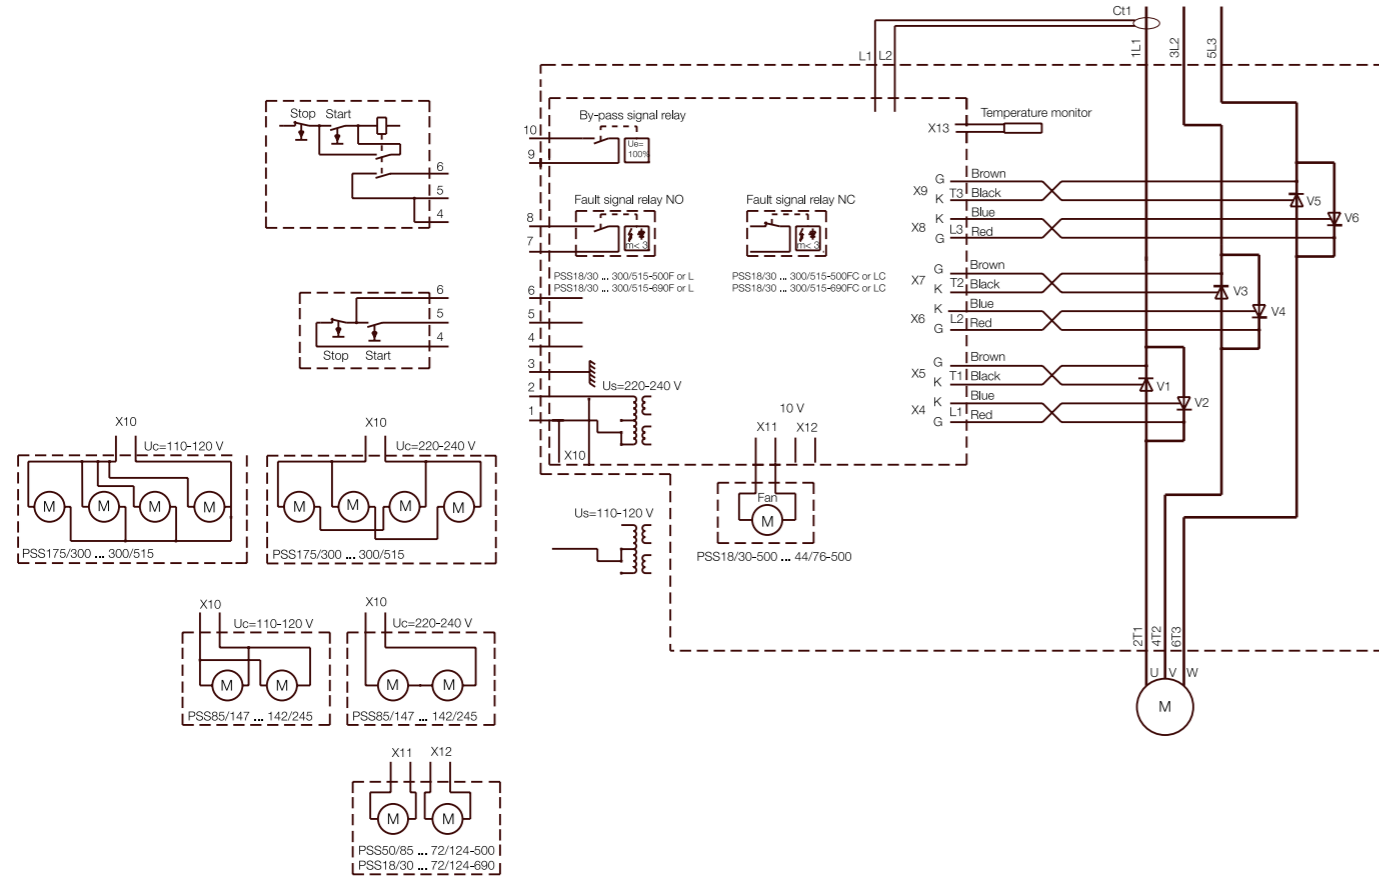 Ct1
1L1
3L2
5L3
L1 L2
Stop Start
6
5
4
By-pass signal relay
10
9
Ue=
100%
Temperature monitor
X13
Fault signal relay NO
8
7
m< 3
Fault signal relay NC
m< 3
PSS18/30 ... 300/515-500F or L
PSS18/30 ... 300/515-690F or L
PSS18/30 ... 300/515-500FC or LC
PSS18/30 ... 300/515-690FC or LC
G Brown
X9
K T3 Black
K Blue
X8
G L3 Red
V5
V6
G Brown
X7
K T2 Black
K Blue
X6
G L2 Red
V3
V4
G Brown
X5
K T1 Black
K Blue
X4 L1
G Red
V1
V2
6
5
4
Stop Start
6
5
4
3
2
1
Us=220-240 V
X10
10 V
X11 X12
Fan
M
PSS18/30-500 ... 44/76-500
Us=110-120 V
X10
Uc=110-120 V
M M M M
PSS175/300 ... 300/515
X10
Uc=220-240 V
M M M M
PSS175/300 ... 300/515
X10
Uc=110-120 V
M M
PSS85/147 ... 142/245
X10
Uc=220-240 V
M M
PSS85/147 ... 142/245
X11 X12
M M
PSS50/85 ... 72/124-500
PSS18/30 ... 72/124-690
2T1
4T2
6T3
U V W
M